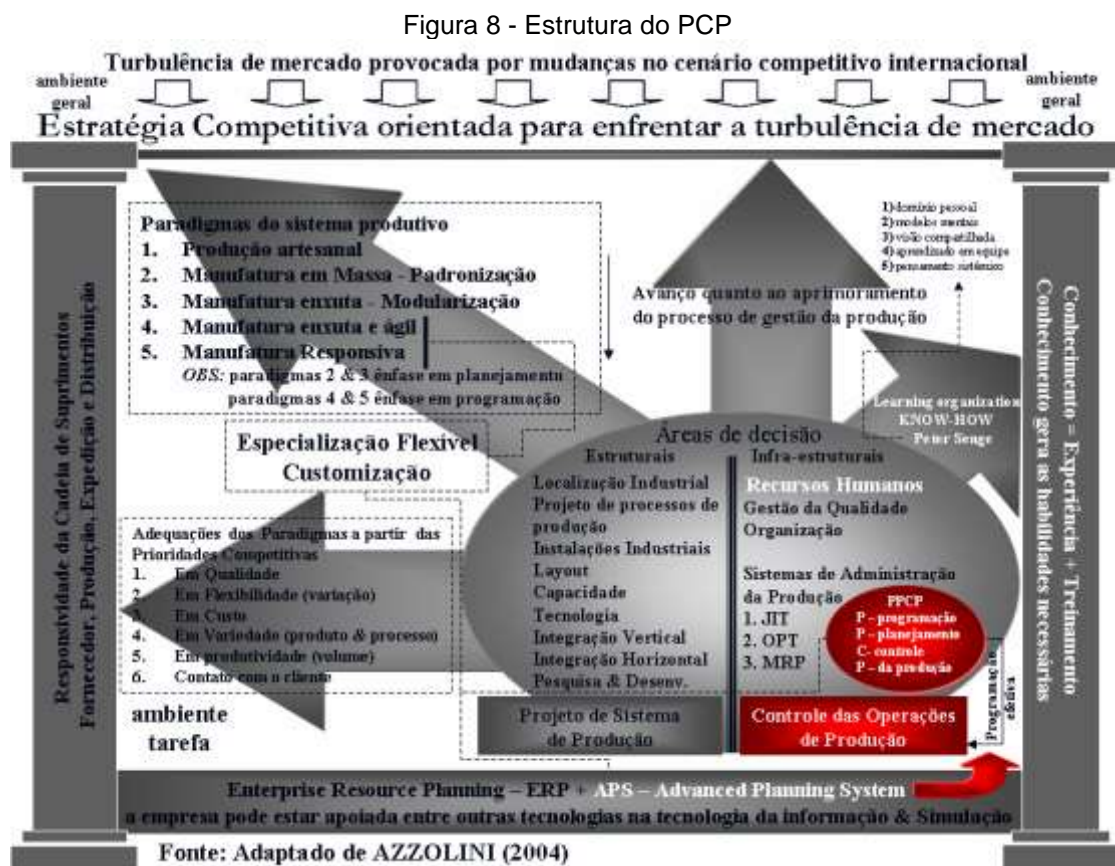 Figura 8 - Estrutura do PCP
Turbulência de mercado provocada por mudanças no cenário competitivo internacional
ambiente
geral
ambiente
geral
Estratégia Competitiva orientada para enfrentar a turbulência de mercado
Responsividade da Cadeia de Suprimentos
Fornecedor, Produção, Expedição e Distribuição
Paradigmas do sistema produtivo
1. Produção artesanal
2. Manufatura em Massa - Padronização
3. Manufatura enxuta - Modularização
4. Manufatura enxuta e ágil
5. Manufatura Responsiva
OBS: paradigmas 2 & 3 ênfase em planejamento
paradigmas 4 & 5 ênfase em programação
Especialização Flexível
Customização
Adequações dos Paradigmas a partir das
Prioridades Competitivas
1. Em Qualidade
2. Em Flexibilidade (variação)
3. Em Custo
4. Em Variedade (produto & processo)
5. Em produtividade (volume)
6. Contato com o cliente
ambiente
tarefa
1) domínio pessoal
2) modelos mentais
3) visão compartilhada
4) aprendizado em equipe
5) pensamento sistêmico
Avanço quanto ao aprimoramento
do processo de gestão da produção
Learning organization
KNOW-HOW
Peter Senge
Áreas de decisão
Estruturais
Localização Industrial
Projeto de processos de
produção
Instalações Industriais
Layout
Capacidade
Tecnologia
Integração Vertical
Integração Horizontal
Pesquisa & Desenv.
Infra-estruturais
Recursos Humanos
Gestão da Qualidade
Organização
Sistemas de Administração
da Produção
1. JIT
2. OPT
3. MRP
PPCP
P – programação
P – planejamento
C- controle
P – da produção
Projeto de Sistema
de Produção
Controle das Operações
de Produção
Programação
efetiva
Conhecimento = Experiência + Treinamento
Conhecimento gera as habilidades necessárias
Enterprise Resource Planning – ERP + APS – Advanced Planning System
a empresa pode estar apoiada entre outras tecnologias na tecnologia da informação & Simulação
Fonte: Adaptado de AZZOLINI (2004)